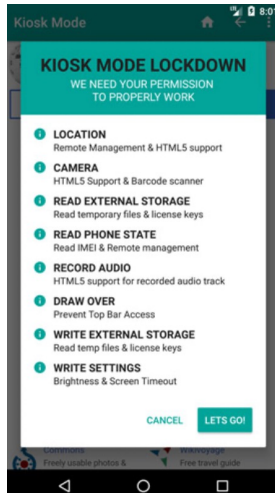 8:0
Kiosk Mode
KIOSK MODE LOCKDOWN
WE NEED YOUR PERMISSION
TO PROPERLY WORK
LOCATION
Remote Management & HTML5 support
CAMERA
HTML5 Support & Barcode scanner
READ EXTERNAL STORAGE
Read temporary files & license keys
READ PHONE STATE
Read IMEI & Remote management
RECORD AUDIO
HTML5 support for recorded audio track
DRAW OVER
Prevent Top Bar Access
WRITE EXTERNAL STORAGE
Read temp files & license keys
WRITE SETTINGS
Brightness & Screen Timeout
CANCEL LETS GO!
Commons Wikivoyage
Freely usable photos & Free travel guide